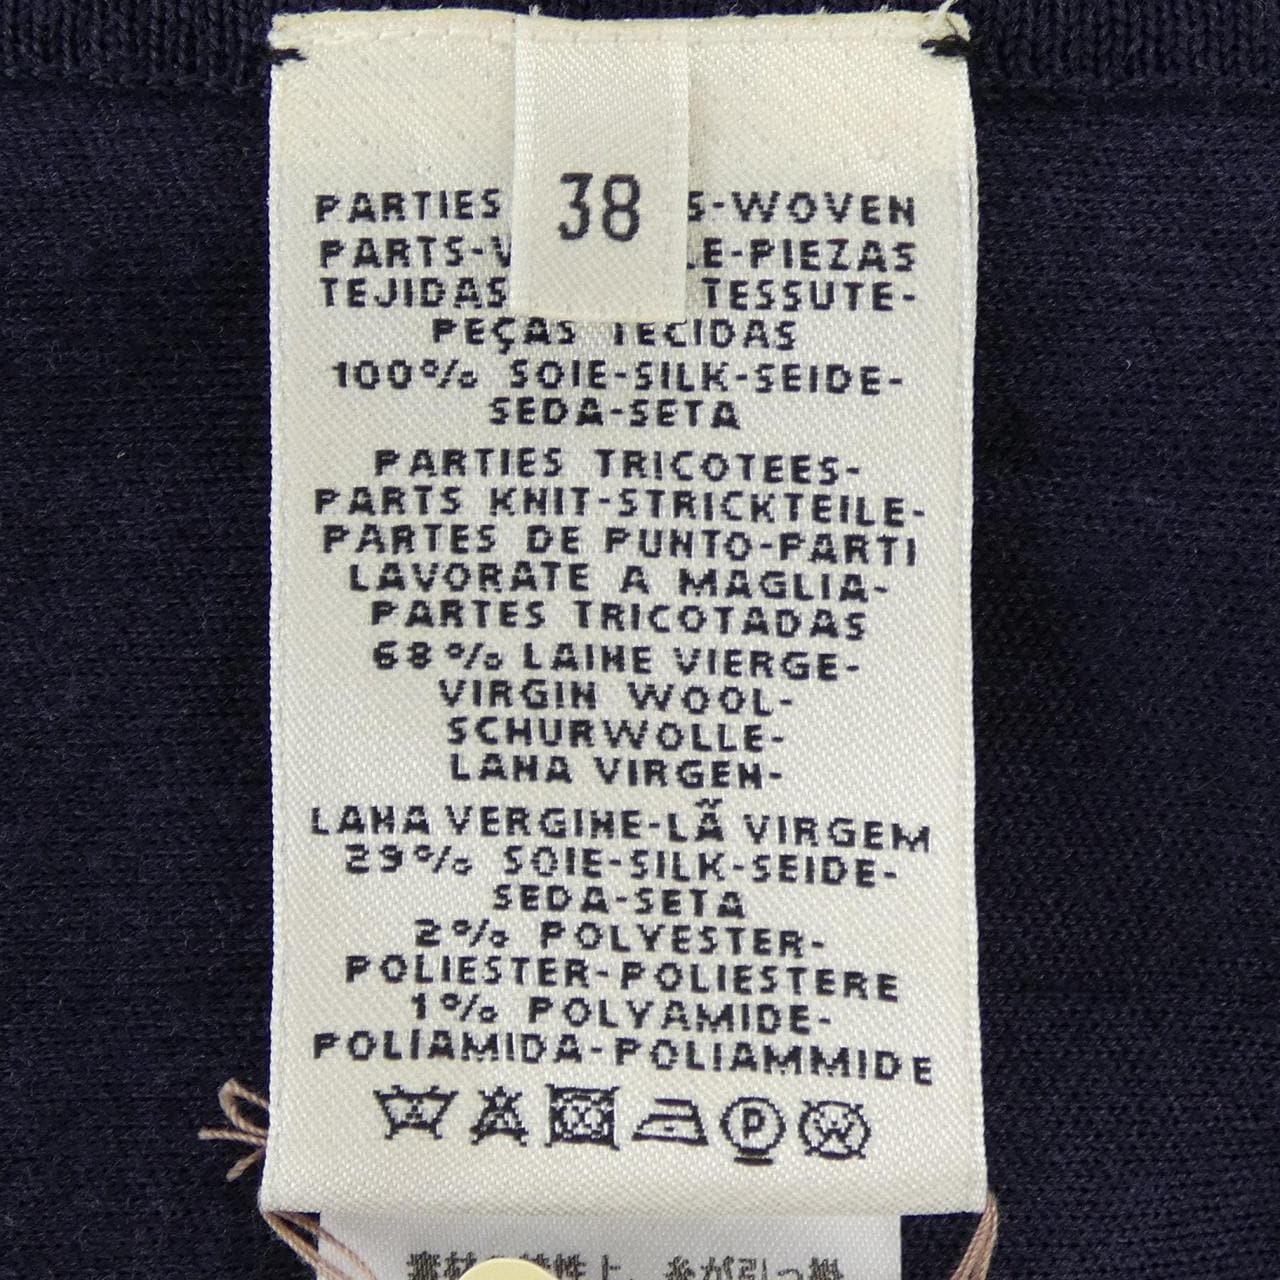 38
PARTIES S-WOVEN
PARTS- E-PIEZAS
TEJIDAS TESSUTE-
PEÇAS TECIDAS
100% SOIE-SILK-SEIDE-
SEDA-SETA
PARTIES TRICOTEES-
PARTS KNIT-STRICKTEILE-
PARTES DE PUNTO-PARTI
LAVORATE A MAGLIA-
PARTES TRICOTADAS
68% LAINE VIERGE-
VIRGIN WOOL-
SCHURWOLLE-
LANA VIRGEN-
LANA VERGINE-LÃ VIRGEM
29% SOIE-SILK-SEIDE-
SEDA-SETA
2% POLYESTER-
POLIESTER-POLIESTERE
1% POLYAMIDE-
POLIAMIDA-POLIAMMIDE
P
W